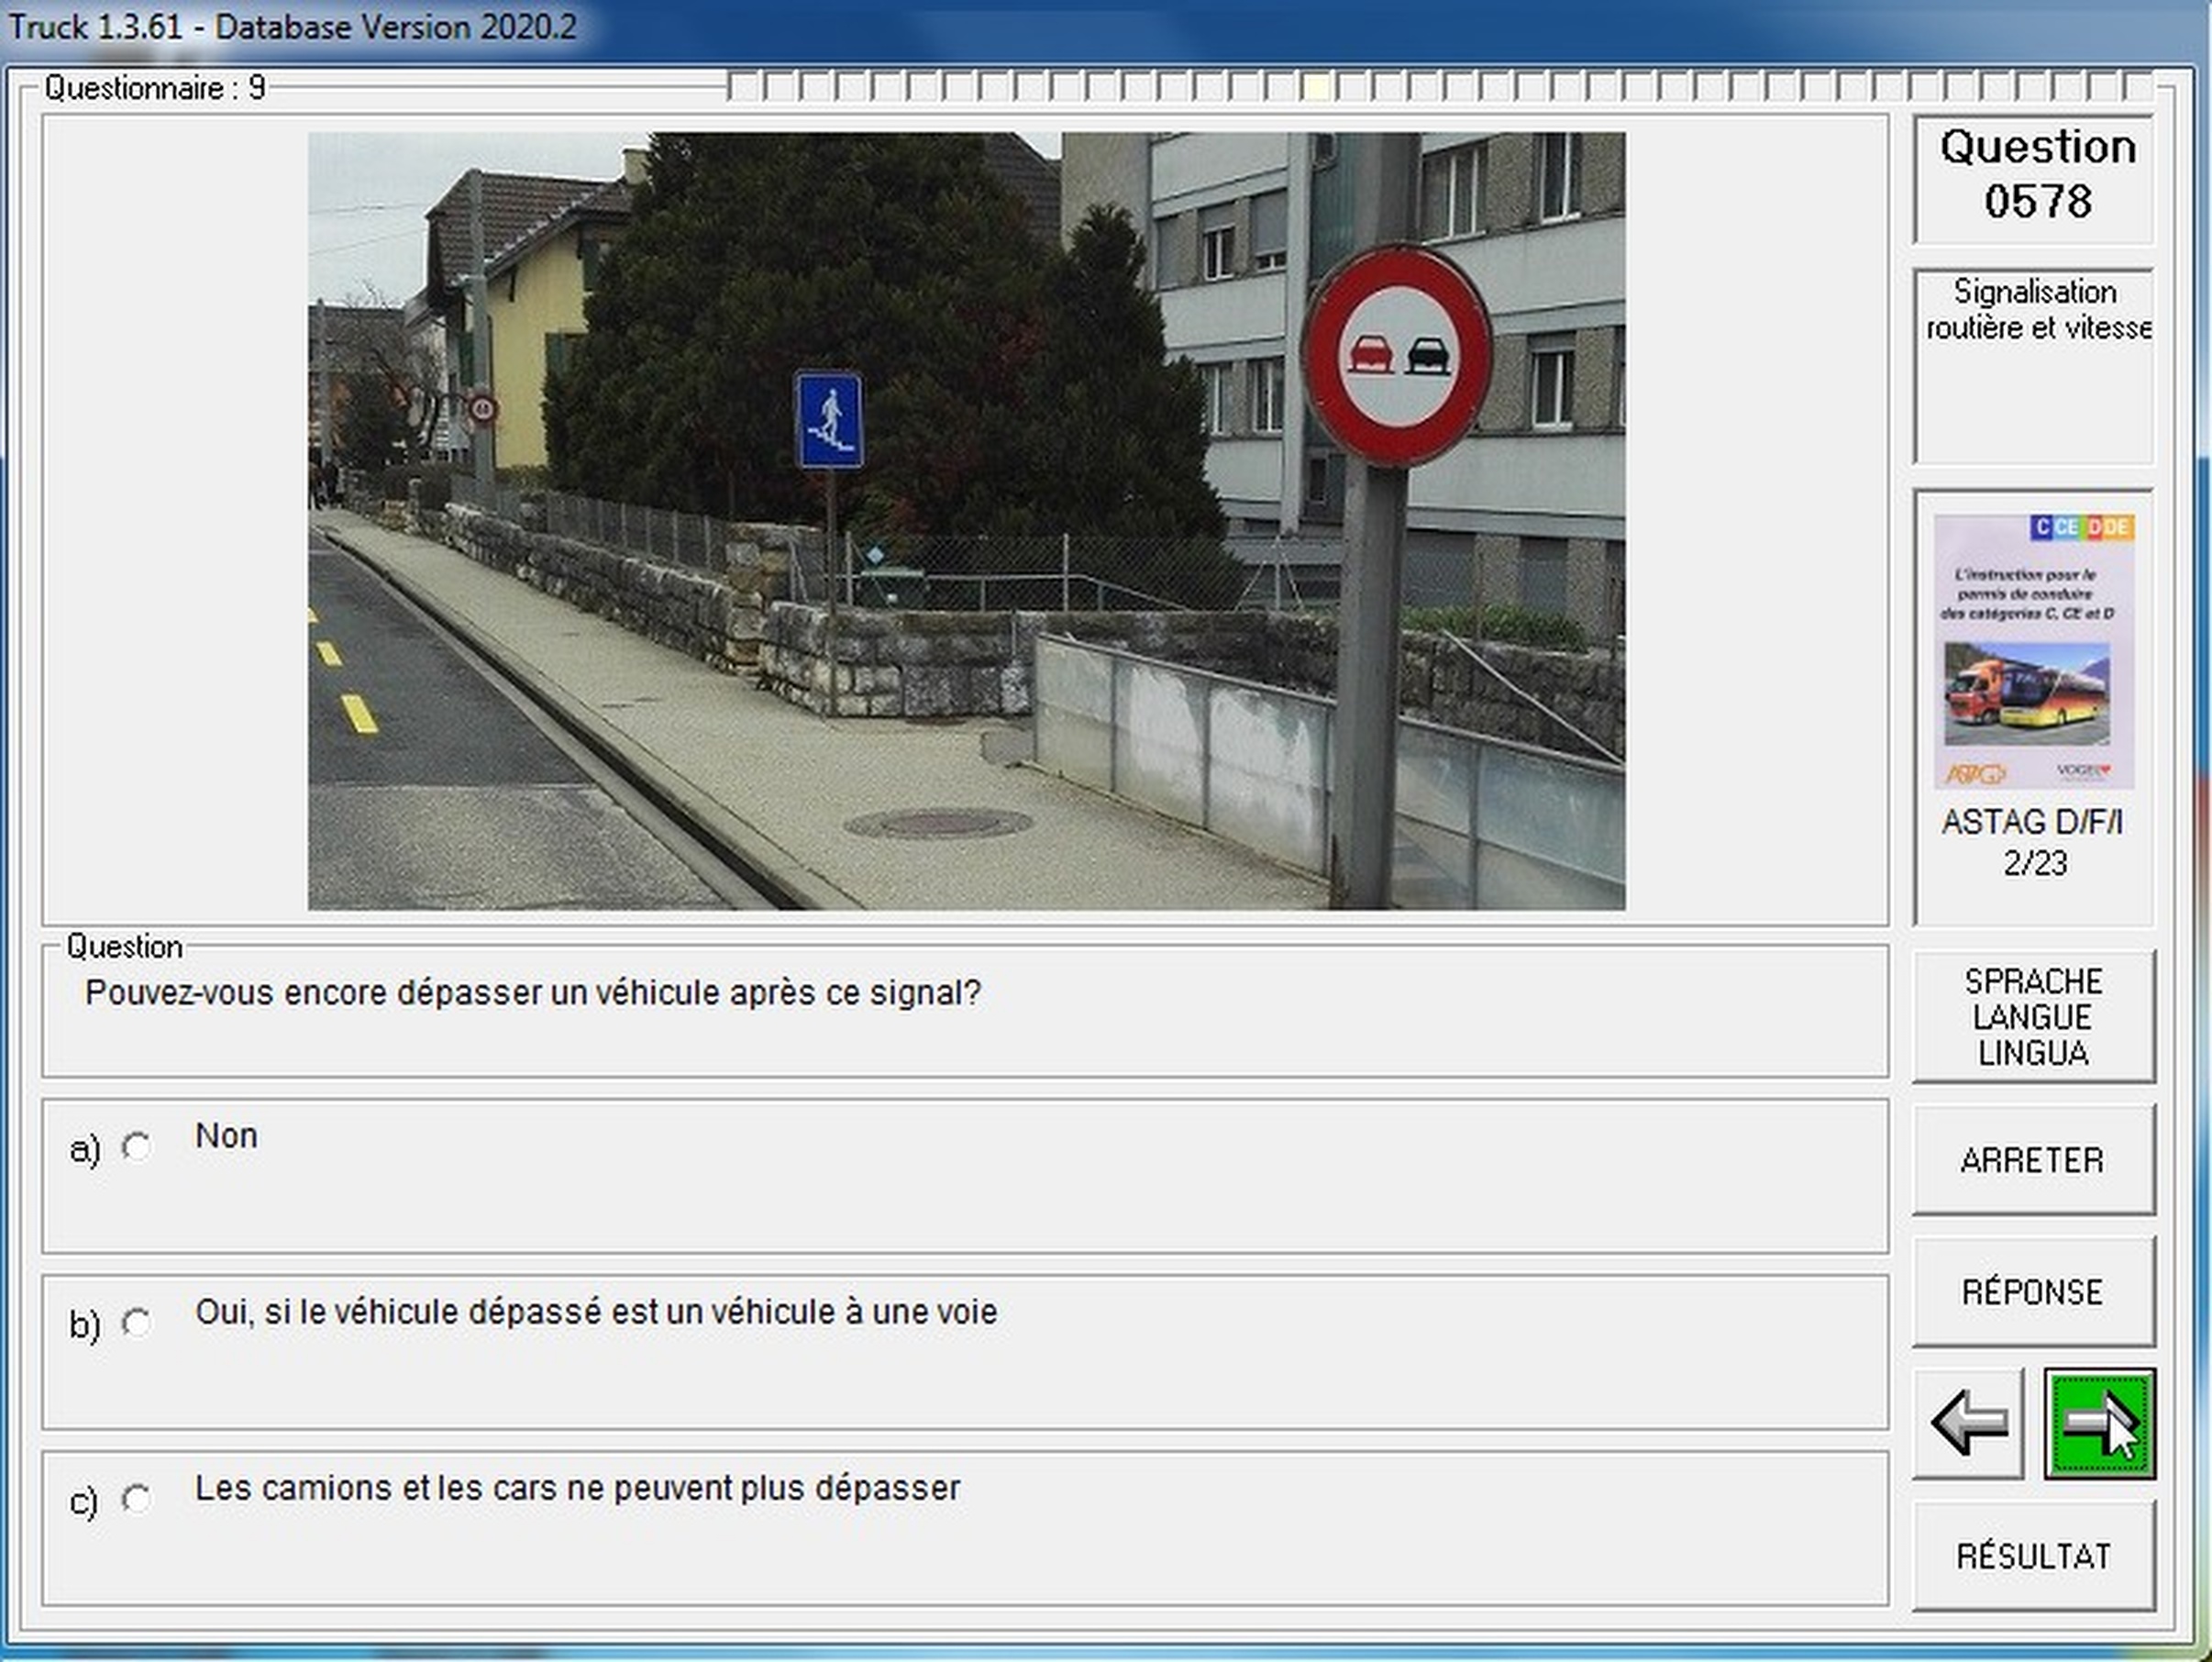 Truck 1.3.61 - Database Version 2020.2
Questionnaire : 9
Question
0578
Signalisation
routière et vitesse
C CE D DE
L'instruction pour le
permis de conduire
des catégories C, CE et D
ASTAG
VOGEL
ASTAG D/F/I
2/23
Question
Pouvez-vous encore dépasser un véhicule après ce signal?
SPRACHE
LANGUE
LINGUA
a) Non
ARRETER
b) Oui, si le véhicule dépassé est un véhicule à une voie
RÉPONSE
c) Les camions et les cars ne peuvent plus dépasser
RÉSULTAT